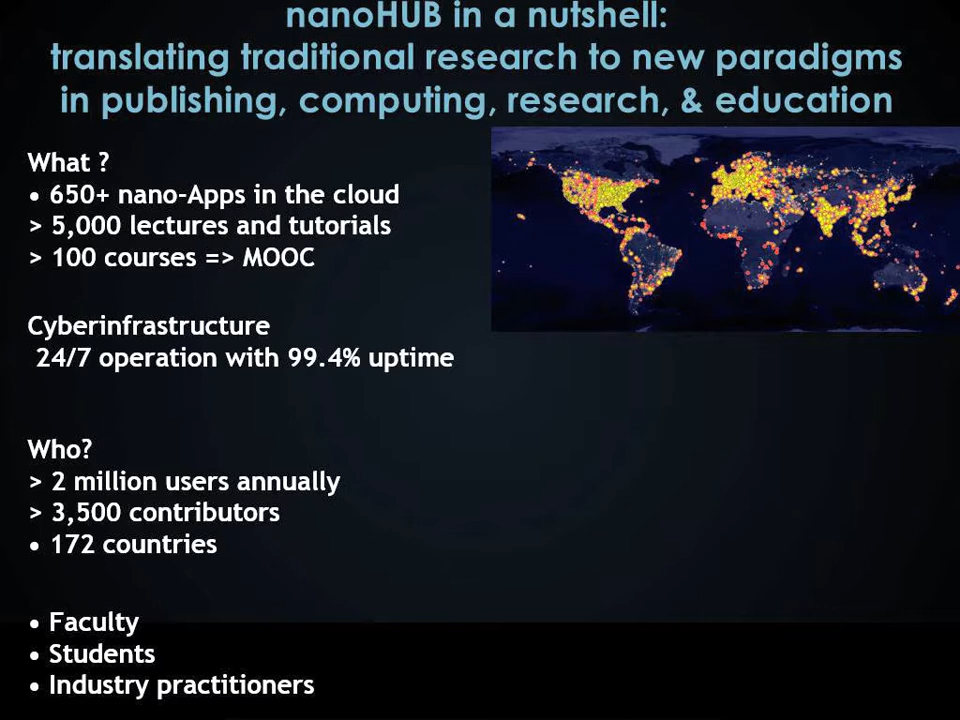 nanoHUB in a nutshell:
translating traditional research to new paradigms
in publishing, computing, research, & education
What ?
• 650+ nano-Apps in the cloud
> 5,000 lectures and tutorials
> 100 courses => MOOC
Cyberinfrastructure
24/7 operation with 99.4% uptime
Who?
> 2 million users annually
> 3,500 contributors
• 172 countries
• Faculty
• Students
• Industry practitioners